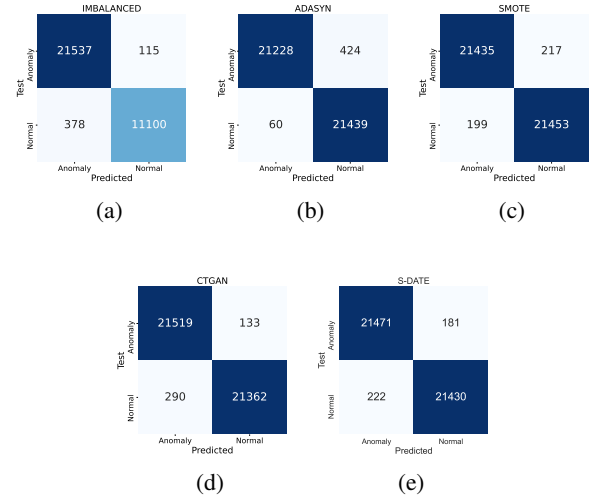 IMBALANCED
Test
Anomaly
21537 115
Normal
378 11100
Anomaly Normal
Predicted
(a)
ADASYN
Test
Anomaly
21228 424
Normal
60 21439
Anomaly Normal
Predicted
(b)
SMOTE
Test
Anomaly
21435 217
Normal
199 21453
Anomaly Normal
Predicted
(c)
CTGAN
Test
Anomaly
21519 133
Normal
290 21362
Anomaly Normal
Predicted
(d)
S-DATE
Test
Anomaly
21471 181
Normal
222 21430
Anomaly Normal
Predicted
(e)